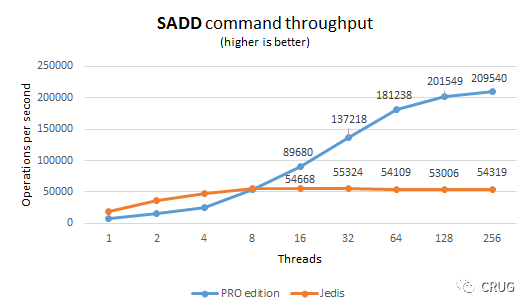 SADD command throughput
(higher is better)
Operations per second
250000
200000
150000
100000
50000
0
89680
137218
181238
201549
209540
54668
55324
54109
53006
54319
1 2 4 8 16 32 64 128 256
Threads
PRO edition Jedis
CRUG